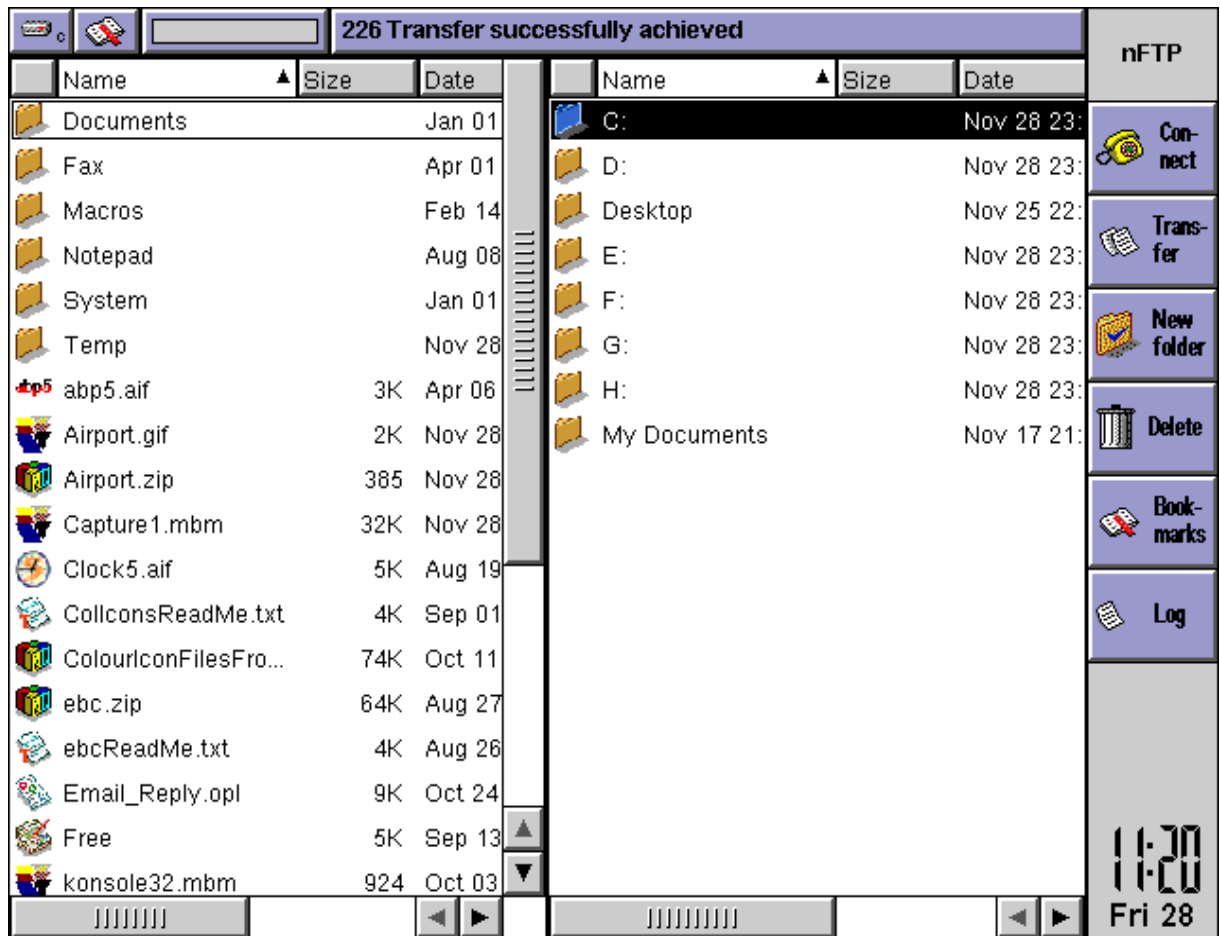 c 226 Transfer successfully achieved
nFTP
Name Size Date
Documents Jan 01
Fax Apr 01
Macros Feb 14
Notepad Aug 08
System Jan 01
Temp Nov 28
abp5.aif 3K Apr 06
Airport.gif 2K Nov 28
Airport.zip 385 Nov 28
Capture1.mbm 32K Nov 28
Clock5.aif 5K Aug 19
CollconsReadMe.txt 4K Sep 01
ColourIconFilesFro... 74K Oct 11
ebc.zip 64K Aug 27
ebcReadMe.txt 4K Aug 26
Email_Reply.opl 9K Oct 24
Free 5K Sep 13
konsole32.mbm 924 Oct 03
Name Size Date
C: Nov 28 23:
D: Nov 28 23:
Desktop Nov 25 22:
E: Nov 28 23:
F: Nov 28 23:
G: Nov 28 23:
H: Nov 28 23:
My Documents Nov 17 21:
Con-
nect
Trans-
fer
New
folder
Delete
Book-
marks
Log
11:20
Fri 28